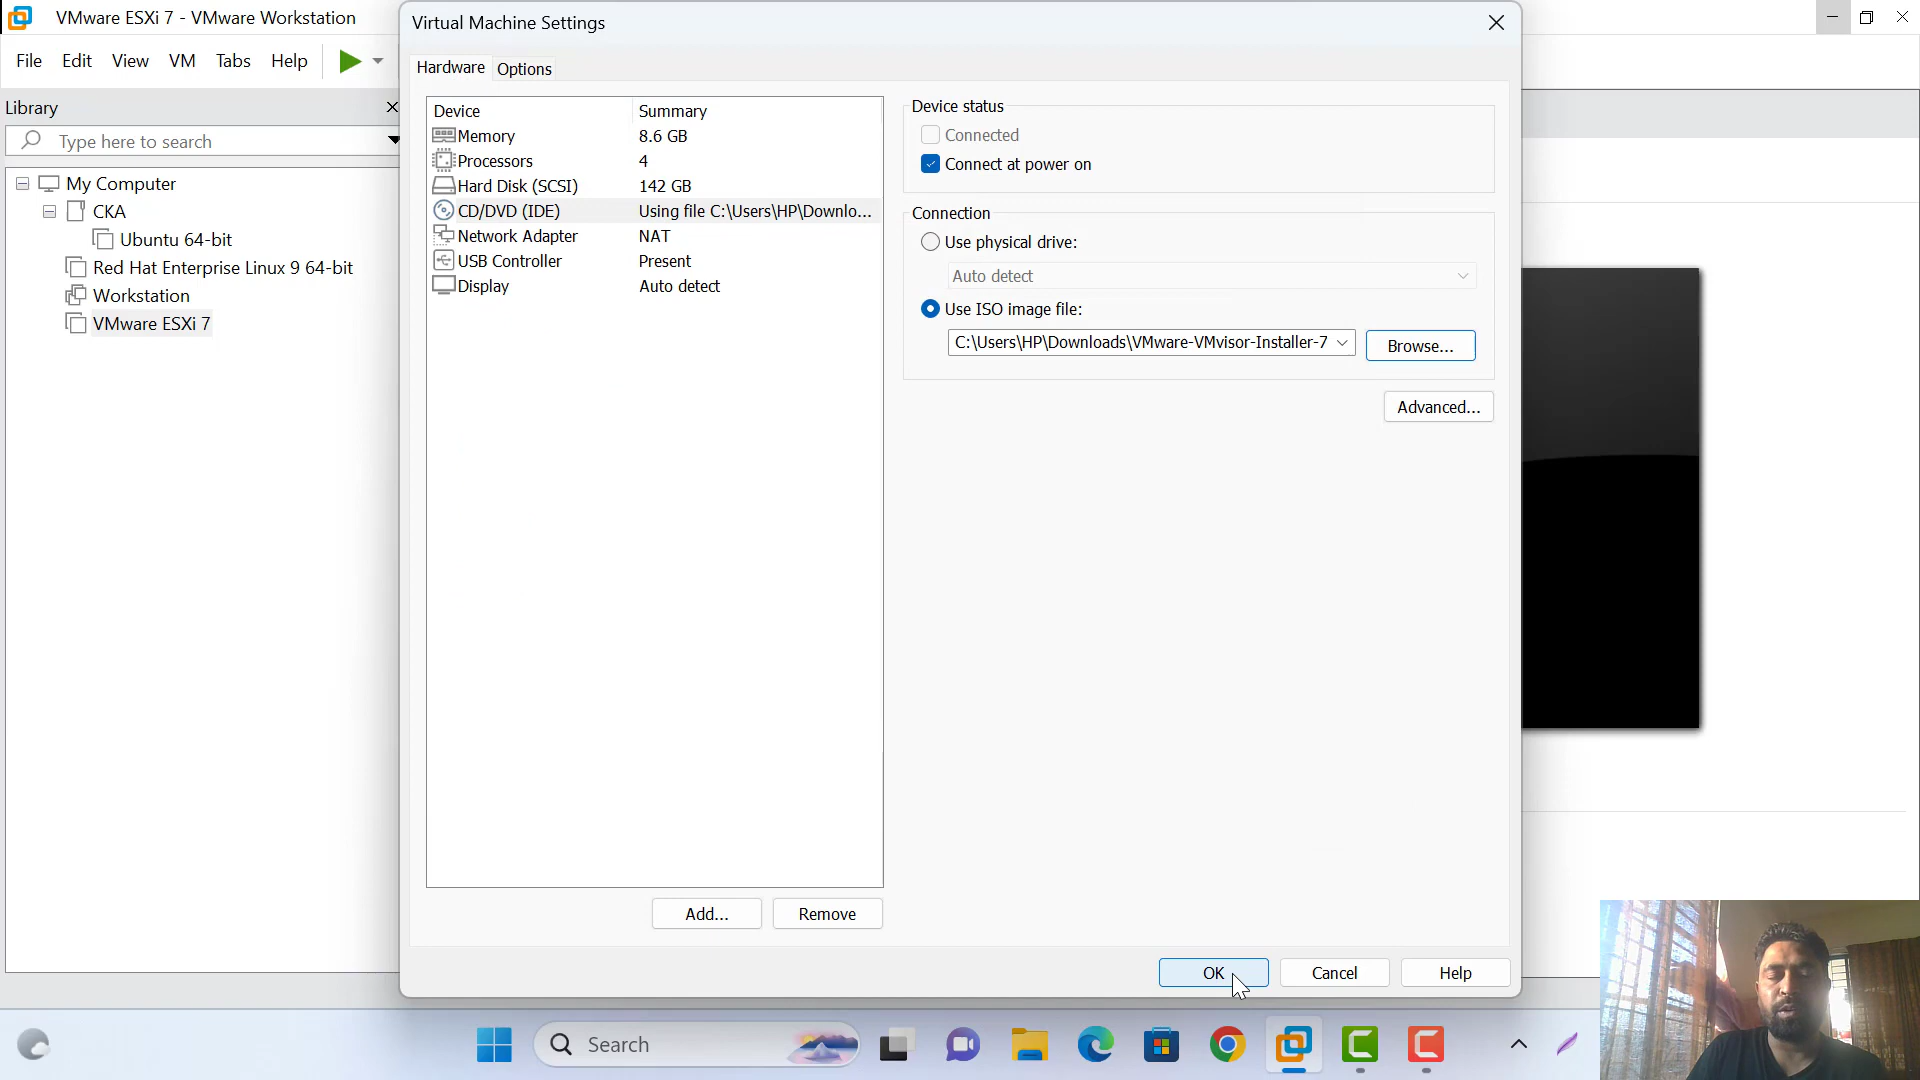 VMware ESXi 7 - VMware Workstation
File Edit View VM Tabs Help
Library
Type here to search
My Computer
CKA
Ubuntu 64-bit
Red Hat Enterprise Linux 9 64-bit
Workstation
VMware ESXi 7
Virtual Machine Settings
Hardware Options
Device Summary
Memory 8.6 GB
Processors 4
Hard Disk (SCSI) 142 GB
CD/DVD (IDE) Using file C:\Users\HP\Downlo...
Network Adapter NAT
USB Controller Present
Display Auto detect
Add... Remove
Device status
Connected
Connect at power on
Connection
Use physical drive:
Auto detect
Use ISO image file:
C:\Users\HP\Downloads\VMware-VMvisor-Installer-7 Browse...
Advanced...
OK Cancel Help
Search